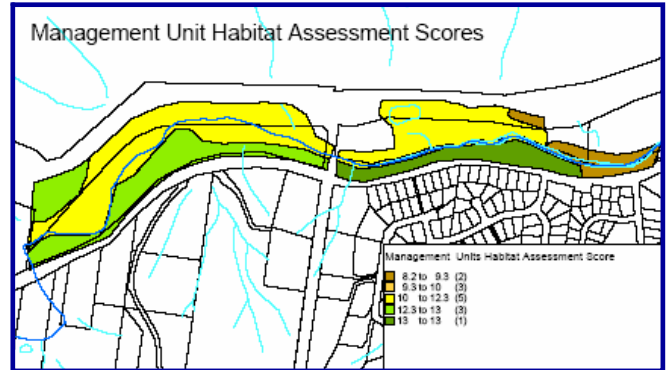 Management Unit Habitat Assessment Scores
Management Units Habitat Assessment Score
8.2 to 9.3 (2)
9.3 to 10 (3)
10 to 12.3 (5)
12.3 to 13 (3)
13 to 13 (1)